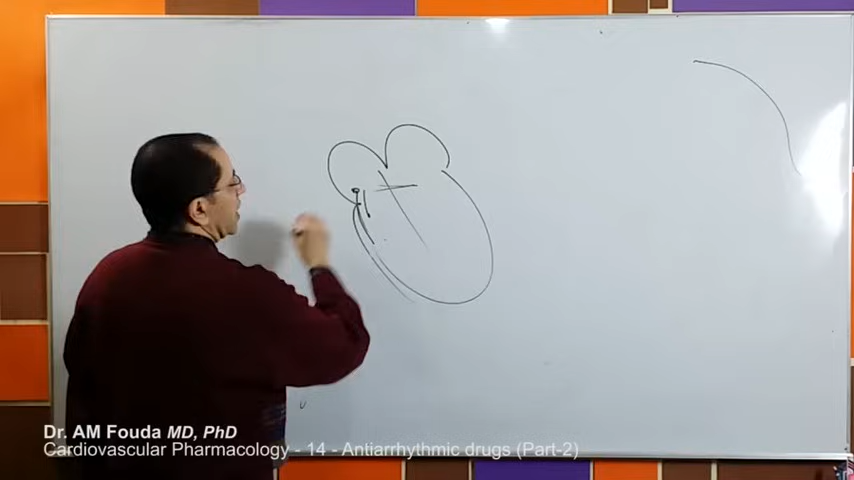 Dr. AM Fouda MD, PhD
Cardiovascular Pharmacology - 14 - Antiarrhythmic drugs (Part-2)